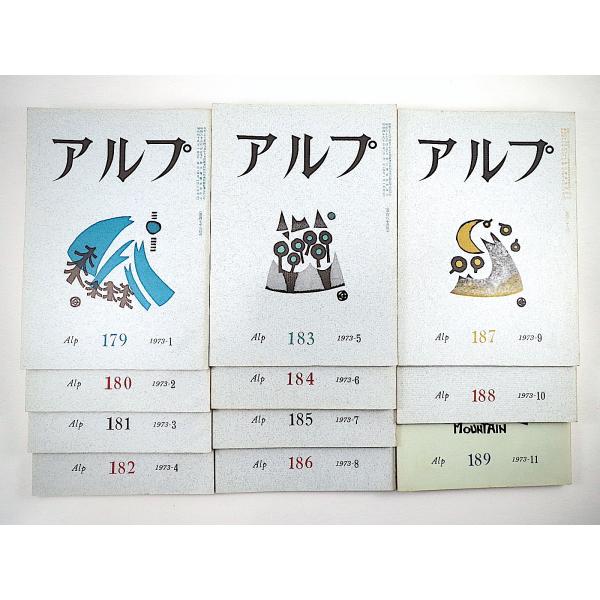 アルプ
Alp 179 1973-1
Alp 180 1973-2
Alp 181 1973-3
Alp 182 1973-4
アルプ
Alp 183 1973-5
Alp 184 1973-6
Alp 185 1973-7
Alp 186 1973-8
アルプ
Alp 187 1973-9
Alp 188 1973-10
MOUNTAIN
Alp 189 1973-11